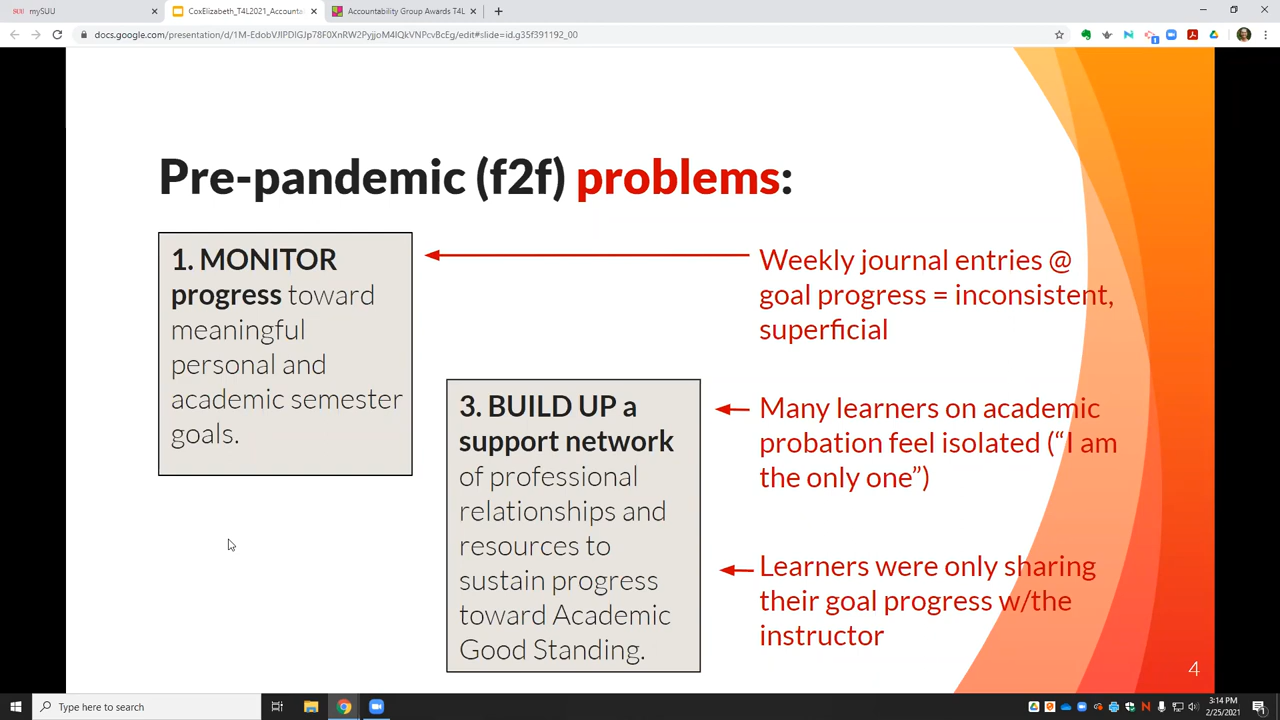 SUU mySUU
CoxElizabeth_T4L2021_Accounta
Accountability Group Awards T4L
docs.google.com/presentation/d/1M-EdobVJIPDIGJp78F0XnRW2PyjjoM4IQkVNPcvBcEg/edit#slide=id.g35f391192_00
Pre-pandemic (f2f) problems:
1. MONITOR
progress toward
meaningful
personal and
academic semester
goals.
Weekly journal entries @
goal progress = inconsistent,
superficial
3. BUILD UP a
support network
of professional
relationships and
resources to
sustain progress
toward Academic
Good Standing.
Many learners on academic
probation feel isolated (“I am
the only one”)
Learners were only sharing
their goal progress w/the
instructor
4
Type here to search
3:14 PM
2/25/2021